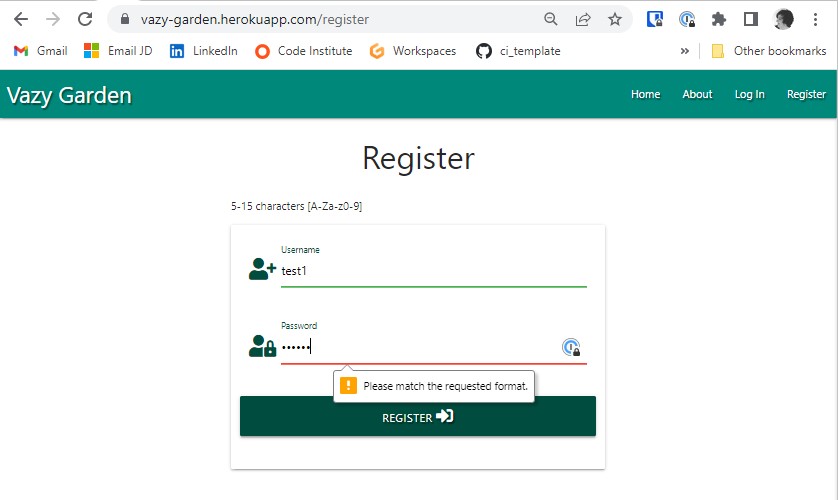 vazy-garden.herokuapp.com/register
Gmail Email JD LinkedIn Code Institute Workspaces ci_template » Other bookmarks
Vazy Garden Home About Log In Register
Register
5-15 characters [A-Za-z0-9]
Username
test1
Password
••••••
Please match the requested format.
REGISTER